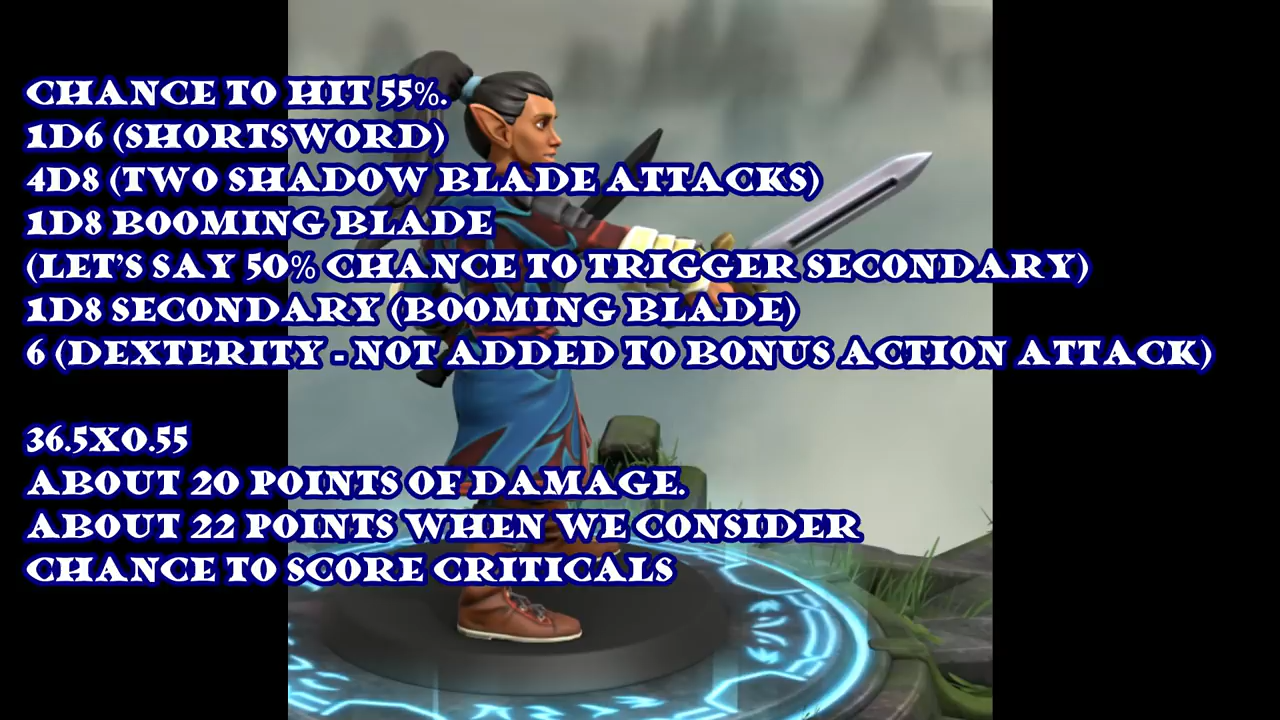 CHANCE TO HIT 55%.
1D6 (SHORTSWORD)
4D8 (TWO SHADOW BLADE ATTACKS)
1D8 BOOMING BLADE
(LET'S SAY 50% CHANCE TO TRIGGER SECONDARY)
1D8 SECONDARY (BOOMING BLADE)
6 (DEXTERITY - NOT ADDED TO BONUS ACTION ATTACK)
36.5X0.55
ABOUT 20 POINTS OF DAMAGE.
ABOUT 22 POINTS WHEN WE CONSIDER
CHANCE TO SCORE CRITICALS